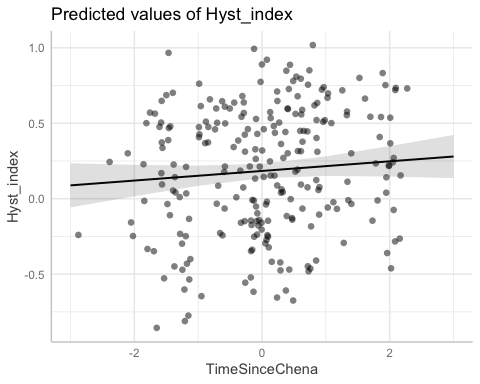 Predicted values of Hyst_index
1.0
0.5
0.0
-0.5
Hyst_index
-2
0
2
TimeSinceChena